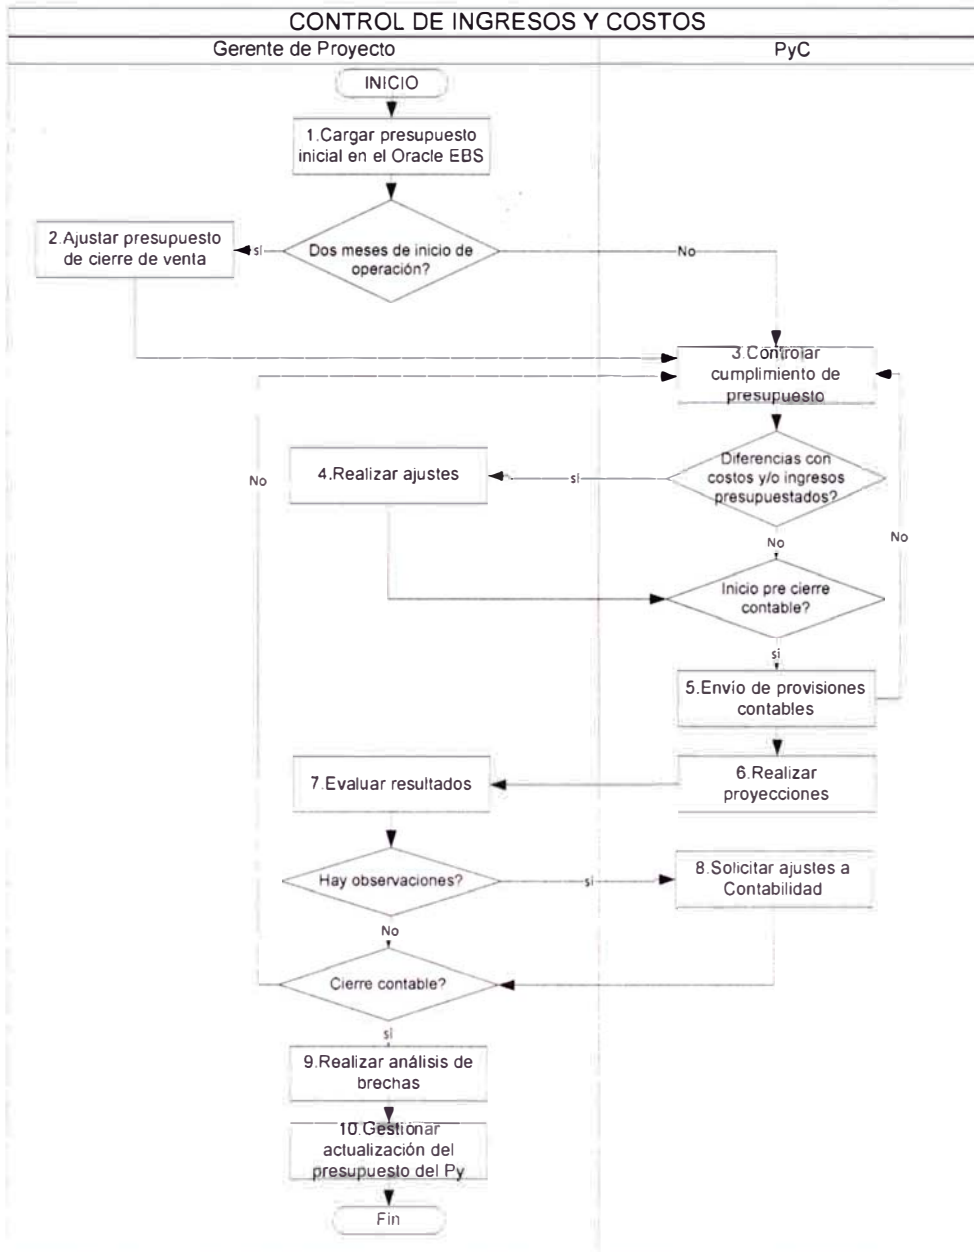 CONTROL DE INGRESOS Y COSTOS
Gerente de Proyecto
PyC
INICIO
1.Cargar presupuesto
inicial en el Oracle EBS
2.Ajustar presupuesto
de cierre de venta
si
Dos meses de inicio de
operación?
No
3.Controlar
cumplimiento de
presupuesto
No
4.Realizar ajustes
si
Diferencias con
costos y/o ingresos
presupuestados?
No
No
Inicio pre cierre
contable?
si
5.Envío de provisiones
contables
7.Evaluar resultados
6.Realizar
proyecciones
Hay observaciones?
si
8.Solicitar ajustes a
Contabilidad
No
Cierre contable?
si
9.Realizar análisis de
brechas
10.Gestionar
actualización del
presupuesto del Py
Fin